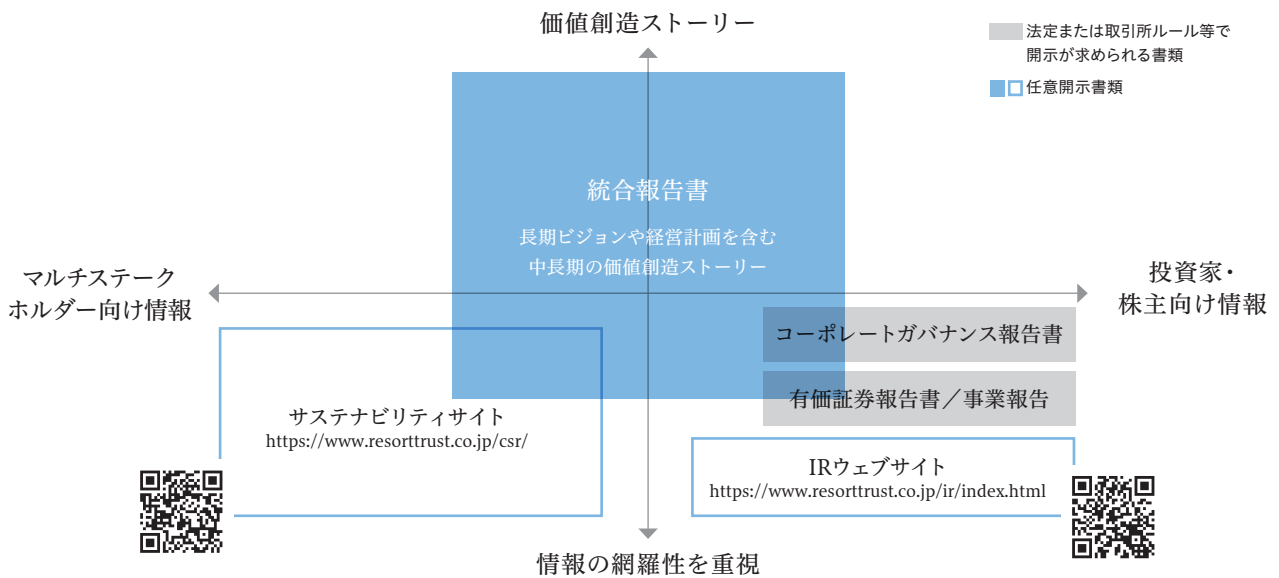 価値創造ストーリー
法定または取引所ルール等で
開示が求められる書類
任意開示書類
統合報告書
長期ビジョンや経営計画を含む
中長期の価値創造ストーリー
マルチステーク
ホルダー向け情報
投資家・
株主向け情報
コーポレートガバナンス報告書
有価証券報告書／事業報告
サステナビリティサイト
https://www.resorttrust.co.jp/csr/
IRウェブサイト
https://www.resorttrust.co.jp/ir/index.html
情報の網羅性を重視